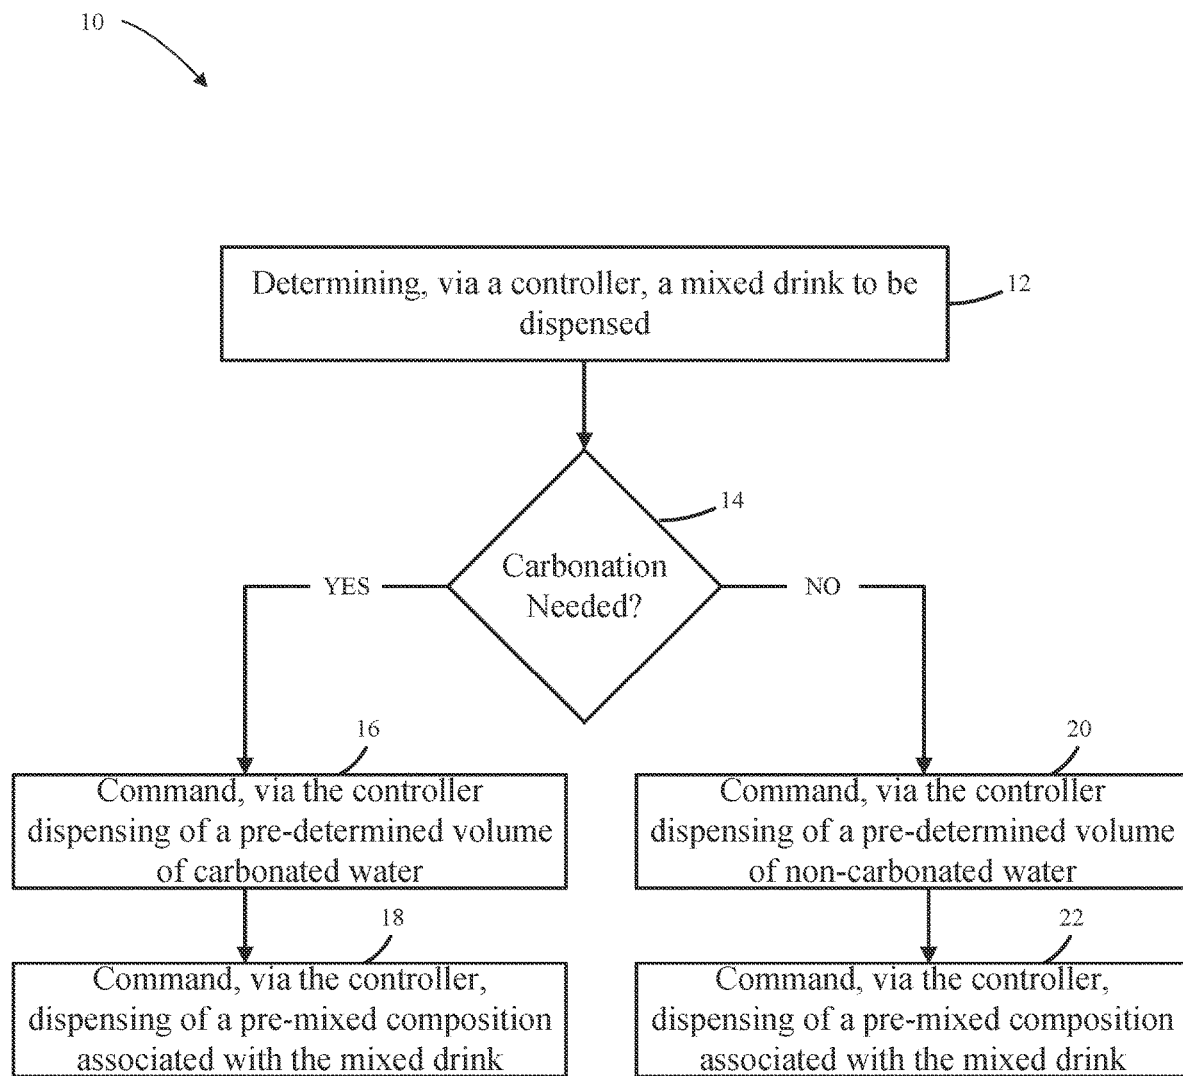 10
Determining, via a controller, a mixed drink to be
dispensed
12
14
Carbonation
Needed?
YES
NO
16
Command, via the controller
dispensing of a pre-determined volume
of carbonated water
20
Command, via the controller
dispensing of a pre-determined volume
of non-carbonated water
18
Command, via the controller,
dispensing of a pre-mixed composition
associated with the mixed drink
22
Command, via the controller,
dispensing of a pre-mixed composition
associated with the mixed drink